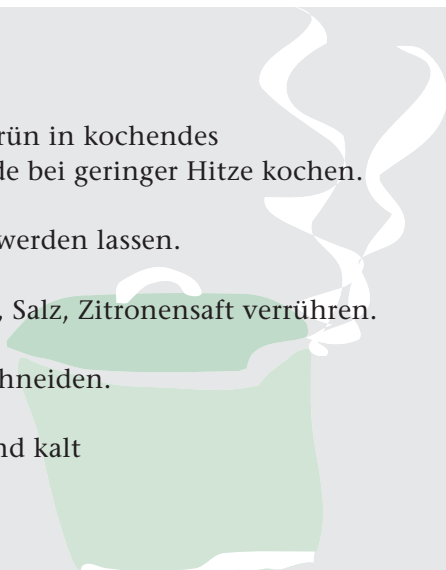 rün in kochendes
de bei geringer Hitze kochen.
werden lassen.
, Salz, Zitronensaft verrühren.
hneiden.
nd kalt